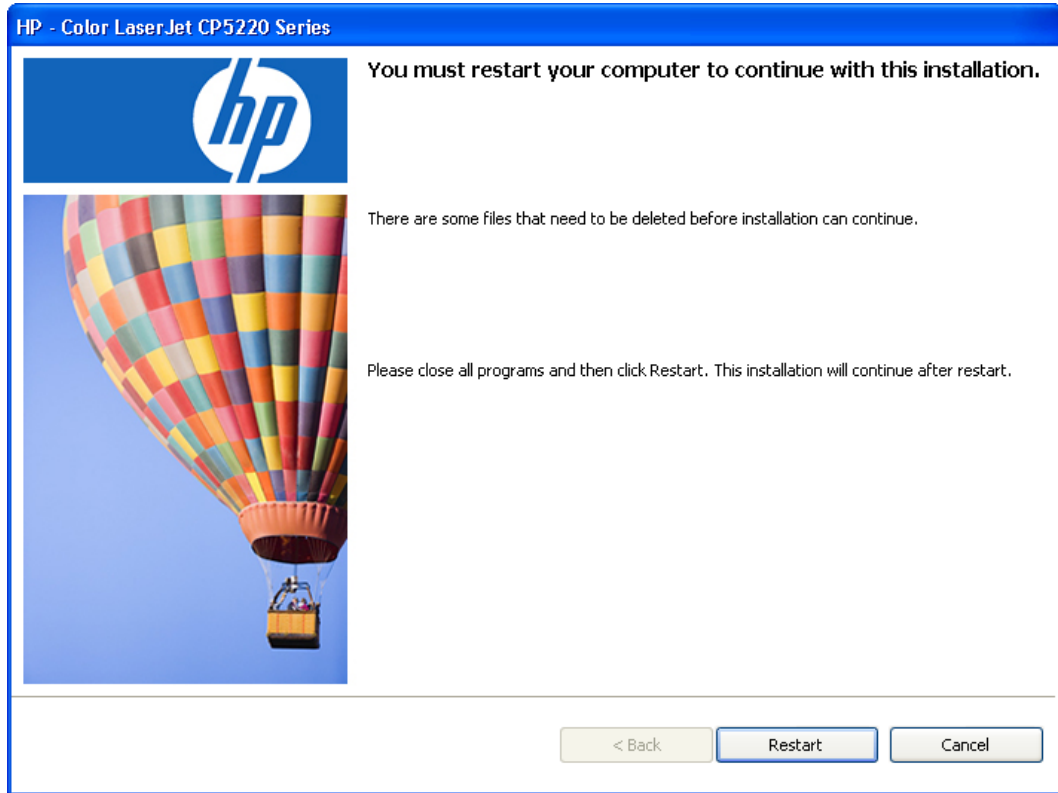 HP - Color LaserJet CP5220 Series
hp
You must restart your computer to continue with this installation.
There are some files that need to be deleted before installation can continue.
Please close all programs and then click Restart. This installation will continue after restart.
< Back
Restart
Cancel